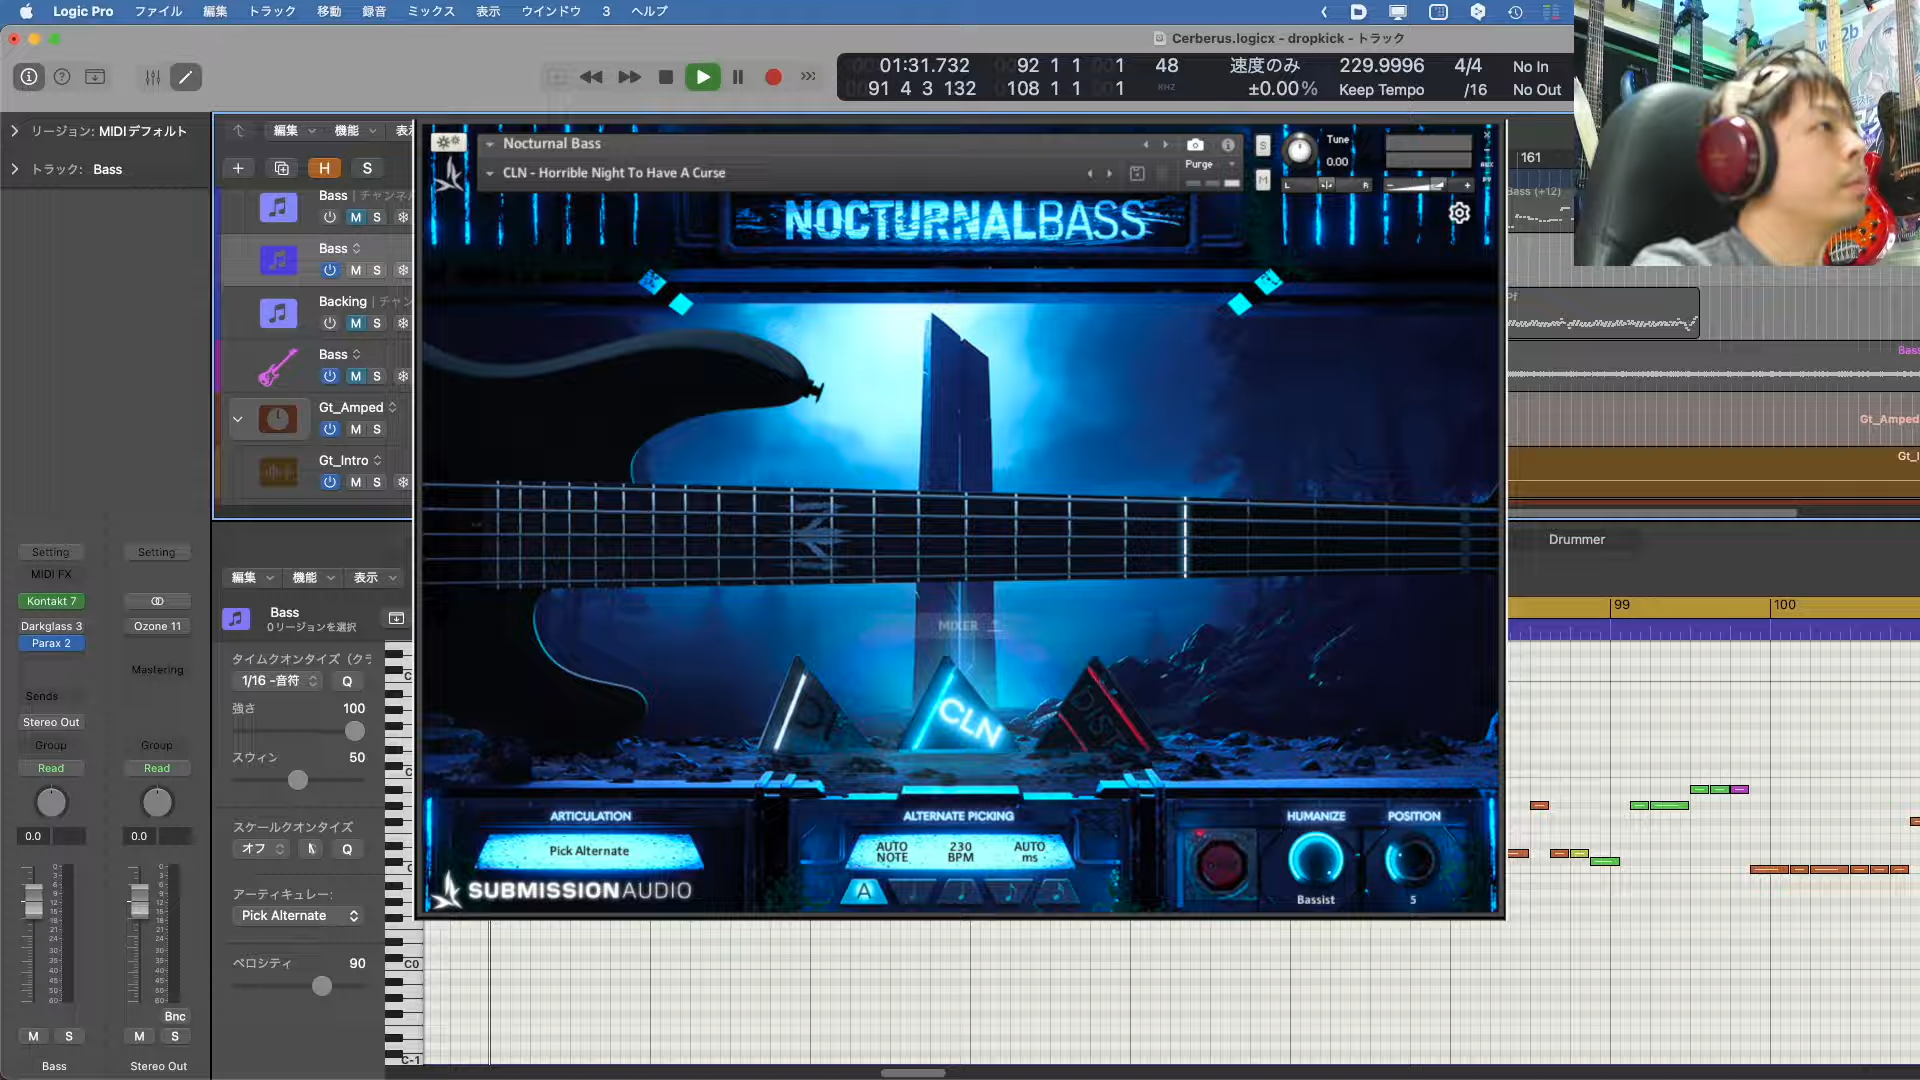 Logic Pro ファイル 編集 トラック 移動 録音 ミックス 表示 ウインドウ 3 ヘルプ
Cerberus.logicx - dropkick - トラック
01:31.732 92 1 1 1 48 速度のみ 229.9996 4/4 No In
91 4 3 132 108 1 1 1 KHZ ±0.00% Keep Tempo /16 No Out
リージョン: MIDIデフォルト
トラック: Bass
編集 機能 表示
H S
Bass
M S
Bass
M S
Backing
M S
Bass
M S
Gt_Amped
M S
Gt_Intro
M S
Nocturnal Bass
CLN - Horrible Night To Have A Curse
Purge
S
M
Tune
0.00
L R
NOCTURNALBASS
MIXER
CLN
DIST
ARTICULATION
Pick Alternate
SUBMISSIONAUDIO
ALTERNATE PICKING
AUTO NOTE 230 BPM AUTO ms
A
HUMANIZE
Bassist
POSITION
5
161
Bass (+12)
Bass
Gt_Amped
Gt_I
Drummer
99 100
Setting Setting
MIDI FX
Kontakt 7
Darkglass 3 Ozone 11
Parax 2
Mastering
Sends
Stereo Out
Group Group
Read Read
0.0 0.0
Bnc
M S M S
Bass Stereo Out
編集 機能 表示
Bass
0リージョンを選択
タイムクオンタイズ（クラ
1/16 -音符 Q
強さ 100
スウィン 50
スケールクオンタイズ
オフ Q
アーティキュレー:
Pick Alternate
ベロシティ 90
C0
C-1